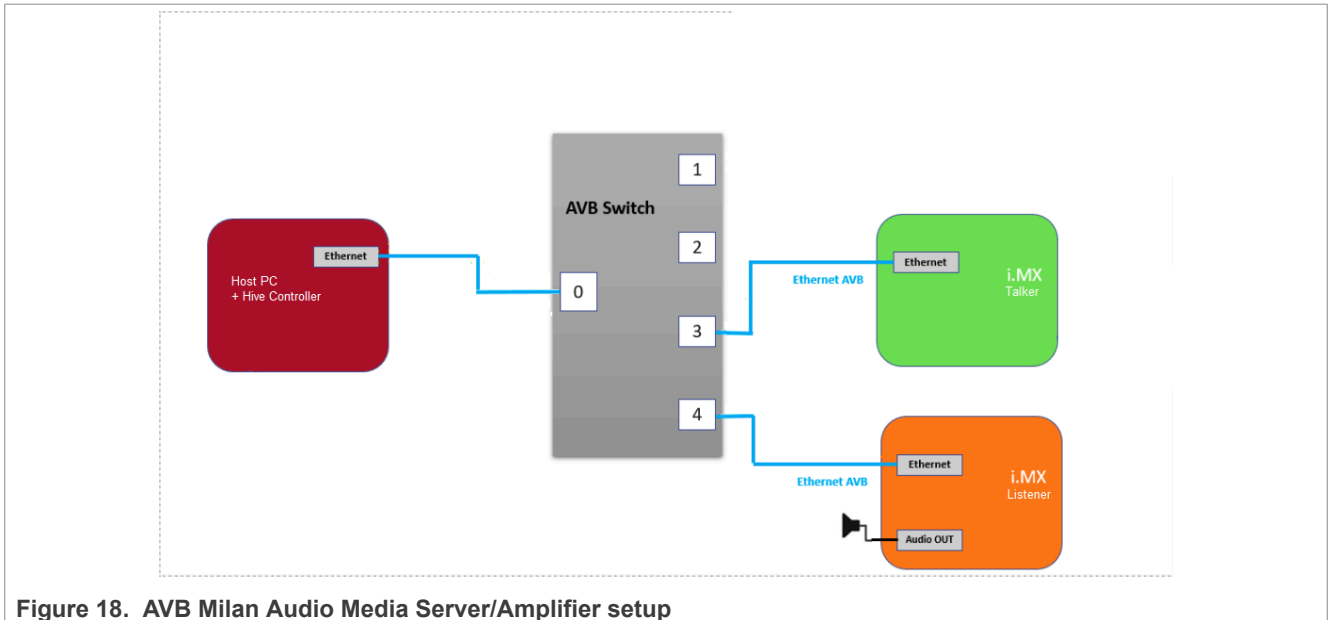 Ethernet
Host PC
+ Hive Controller
AVB Switch
0
1
2
3
4
Ethernet AVB
Ethernet
i.MX
Talker
Ethernet AVB
Ethernet
i.MX
Listener
Audio OUT
Figure 18. AVB Milan Audio Media Server/Amplifier setup